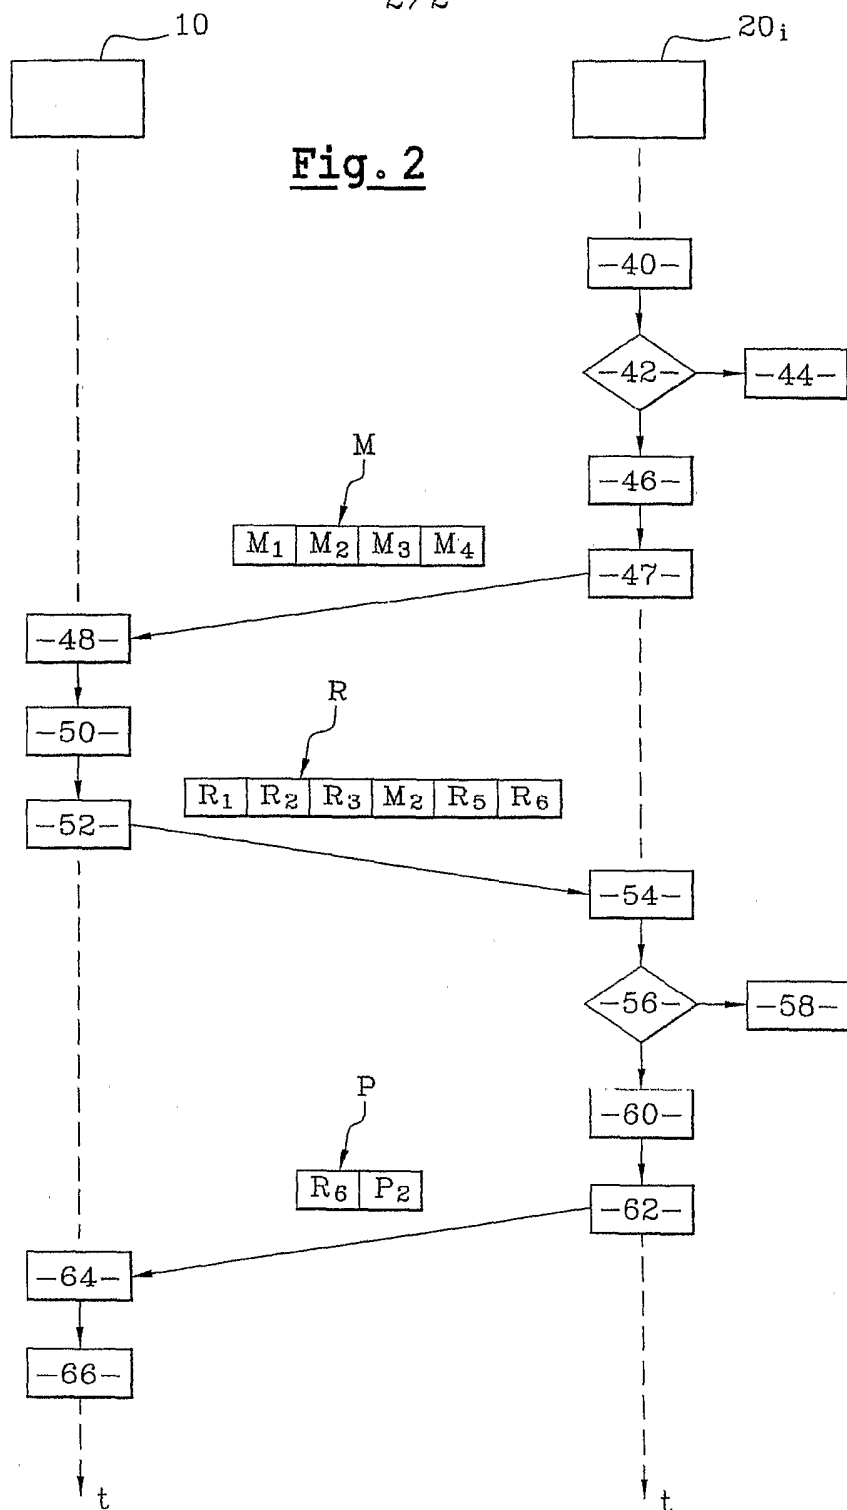 2/2
10
20i
Fig. 2
-40-
-42-
-44-
M
-46-
M1 M2 M3 M4
-47-
-48-
R
-50-
R1 R2 R3 M2 R5 R6
-52-
-54-
-56-
-58-
P
-60-
R6 P2
-62-
-64-
-66-
t
t